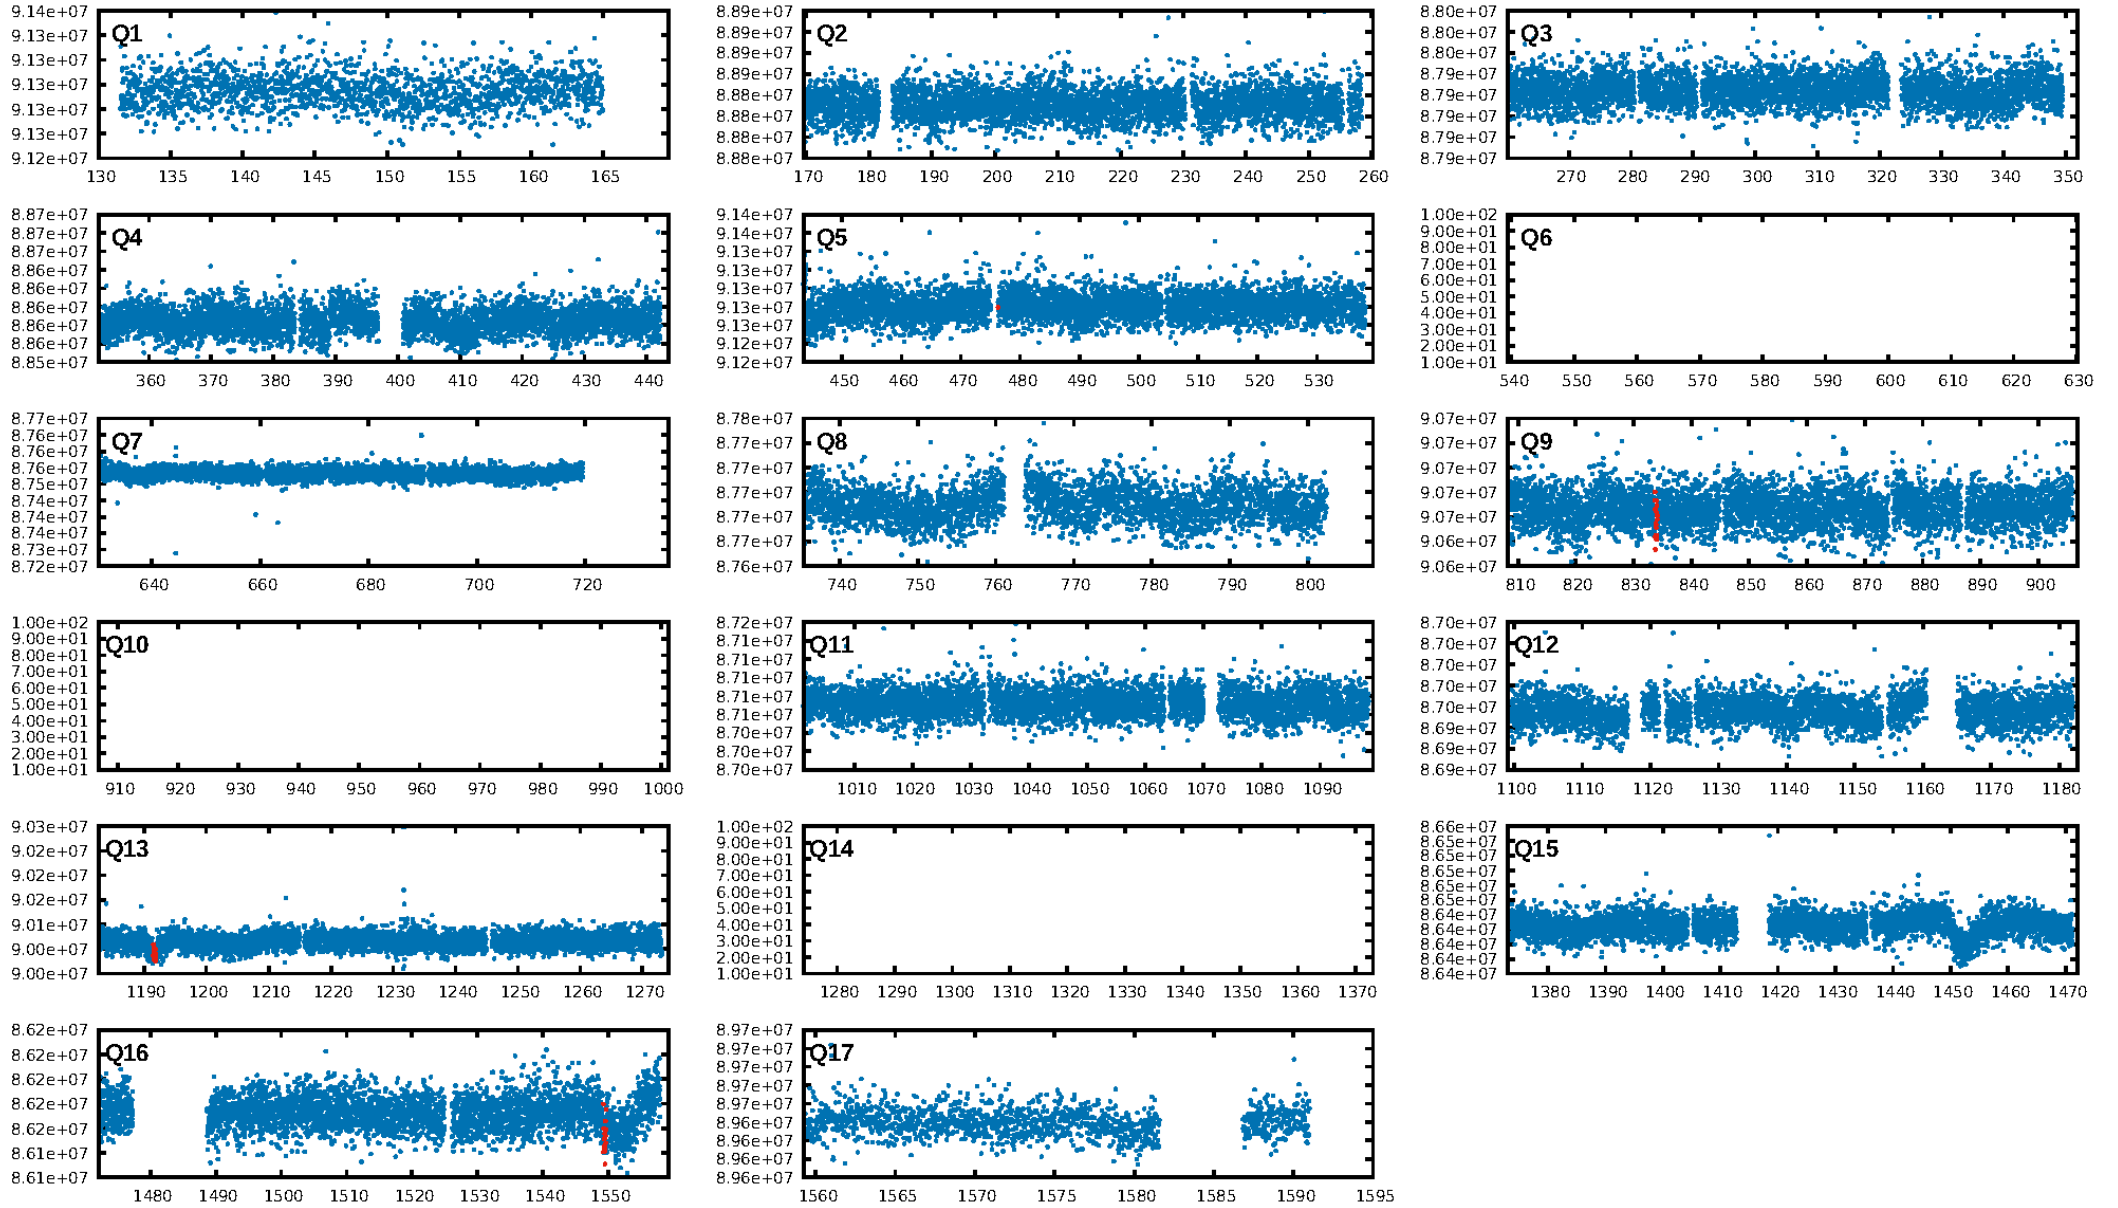 Q1
9.14e+07
9.13e+07
9.13e+07
9.13e+07
9.13e+07
9.13e+07
9.12e+07
130 135 140 145 150 155 160 165
Q2
8.89e+07
8.89e+07
8.89e+07
8.89e+07
8.88e+07
8.88e+07
8.88e+07
8.88e+07
170 180 190 200 210 220 230 240 250 260
Q3
8.80e+07
8.80e+07
8.80e+07
8.79e+07
8.79e+07
8.79e+07
8.79e+07
8.79e+07
270 280 290 300 310 320 330 340 350
Q4
8.87e+07
8.87e+07
8.86e+07
8.86e+07
8.86e+07
8.86e+07
8.86e+07
8.86e+07
8.85e+07
360 370 380 390 400 410 420 430 440
Q5
9.14e+07
9.14e+07
9.13e+07
9.13e+07
9.13e+07
9.13e+07
9.13e+07
9.12e+07
9.12e+07
450 460 470 480 490 500 510 520 530
Q6
1.00e+02
9.00e+01
8.00e+01
7.00e+01
6.00e+01
5.00e+01
4.00e+01
3.00e+01
2.00e+01
1.00e+01
540 550 560 570 580 590 600 610 620 630
Q7
8.77e+07
8.76e+07
8.76e+07
8.75e+07
8.75e+07
8.74e+07
8.74e+07
8.73e+07
8.73e+07
8.72e+07
640 660 680 700 720
Q8
8.78e+07
8.77e+07
8.77e+07
8.77e+07
8.77e+07
8.77e+07
8.76e+07
740 750 760 770 780 790 800
Q9
9.07e+07
9.07e+07
9.07e+07
9.07e+07
9.07e+07
9.06e+07
9.06e+07
810 820 830 840 850 860 870 880 890 900
Q10
1.00e+02
9.00e+01
8.00e+01
7.00e+01
6.00e+01
5.00e+01
4.00e+01
3.00e+01
2.00e+01
1.00e+01
910 920 930 940 950 960 970 980 990 1000
Q11
8.72e+07
8.71e+07
8.71e+07
8.71e+07
8.71e+07
8.71e+07
8.70e+07
8.70e+07
8.70e+07
1010 1020 1030 1040 1050 1060 1070 1080 1090
Q12
8.70e+07
8.70e+07
8.70e+07
8.70e+07
8.70e+07
8.69e+07
8.69e+07
8.69e+07
1100 1110 1120 1130 1140 1150 1160 1170 1180
Q13
9.03e+07
9.02e+07
9.02e+07
9.02e+07
9.01e+07
9.00e+07
9.00e+07
1190 1200 1210 1220 1230 1240 1250 1260 1270
Q14
1.00e+02
9.00e+01
8.00e+01
7.00e+01
6.00e+01
5.00e+01
4.00e+01
3.00e+01
2.00e+01
1.00e+01
1280 1290 1300 1310 1320 1330 1340 1350 1360 1370
Q15
8.66e+07
8.65e+07
8.65e+07
8.65e+07
8.65e+07
8.65e+07
8.64e+07
8.64e+07
8.64e+07
8.64e+07
8.64e+07
1380 1390 1400 1410 1420 1430 1440 1450 1460 1470
Q16
8.62e+07
8.62e+07
8.62e+07
8.62e+07
8.62e+07
8.61e+07
8.61e+07
1480 1490 1500 1510 1520 1530 1540 1550
Q17
8.97e+07
8.97e+07
8.97e+07
8.97e+07
8.97e+07
8.96e+07
8.96e+07
8.96e+07
8.96e+07
1560 1565 1570 1575 1580 1585 1590 1595